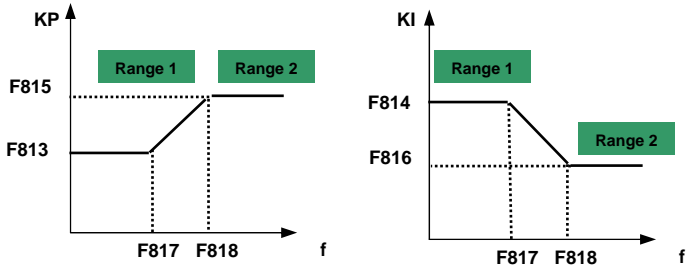 KP
Range 1
Range 2
F815
F813
F817
F818
f
KI
Range 1
F814
Range 2
F816
F817
F818
f